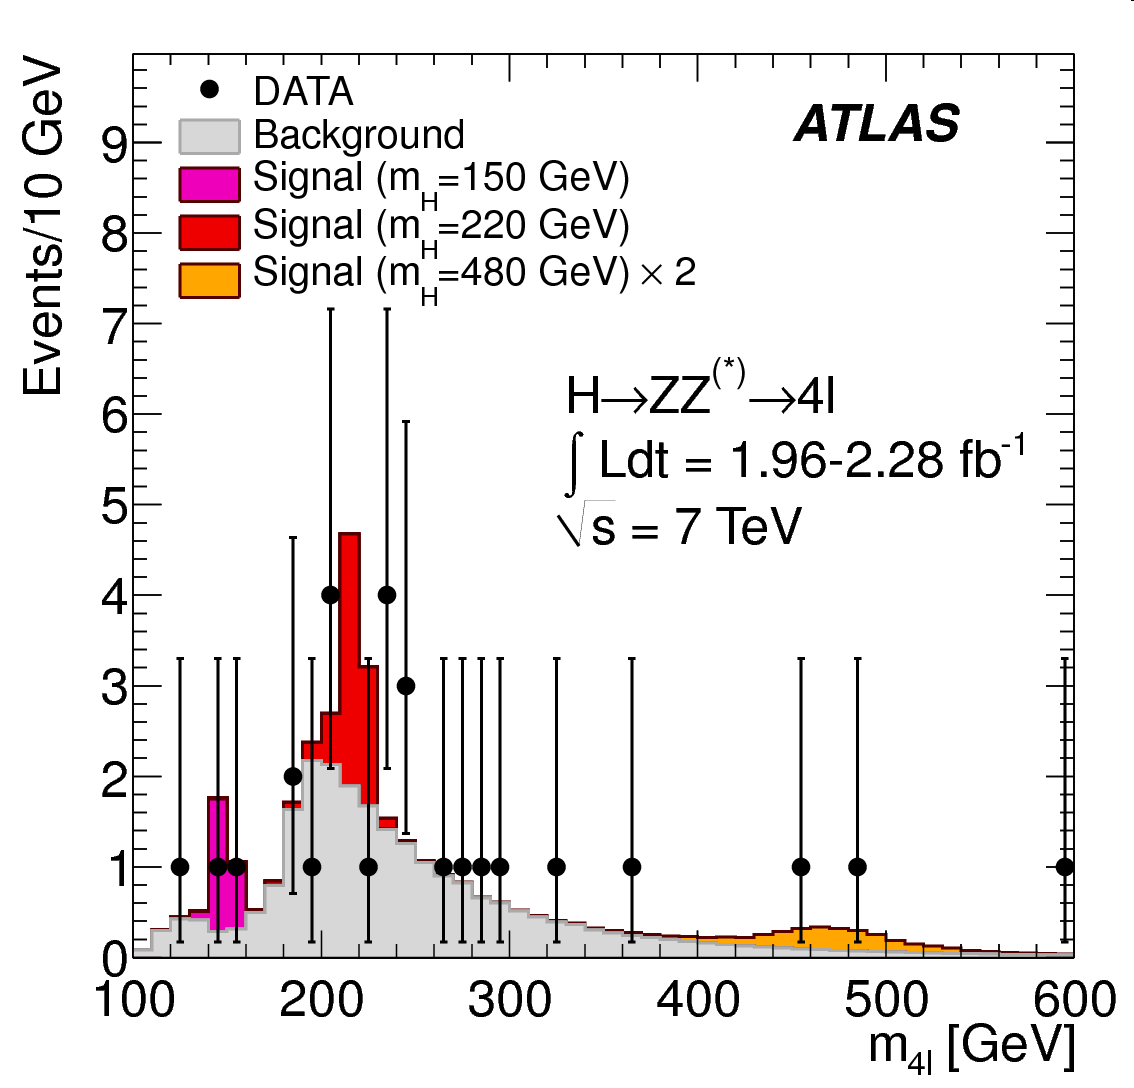 DATA
Background
Signal (m_H=150 GeV)
Signal (m_H=220 GeV)
Signal (m_H=480 GeV) × 2
ATLAS
H→ZZ^(*)→4l
∫ Ldt = 1.96-2.28 fb^-1
√s = 7 TeV
Events/10 GeV
9
8
7
6
5
4
3
2
1
0
100 200 300 400 500 600
m_4l [GeV]